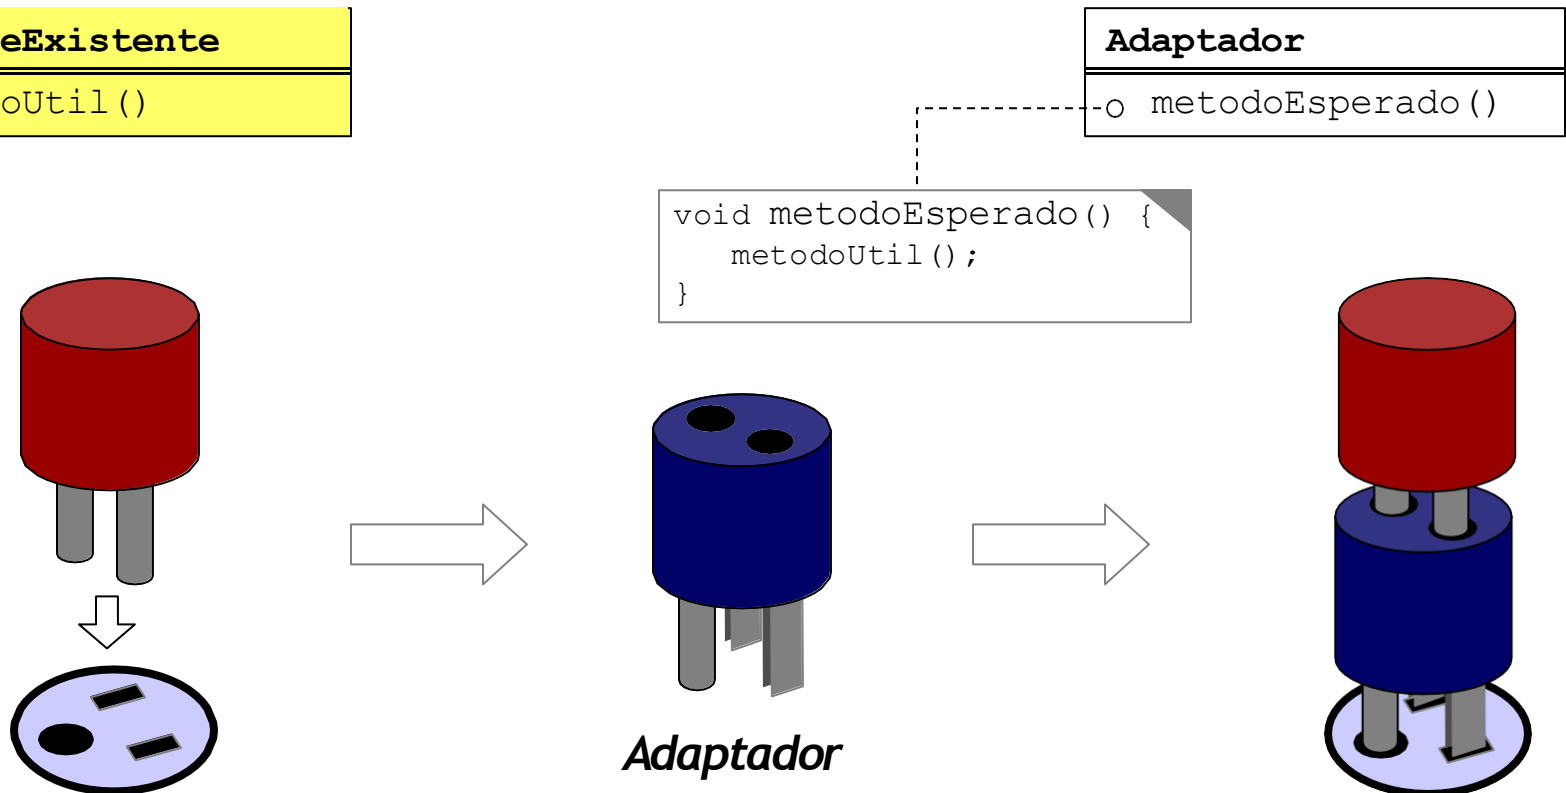 eExistente
oUtil()
Adaptador
metodoEsperado()
void metodoEsperado() {
metodoUtil();
}
Adaptador